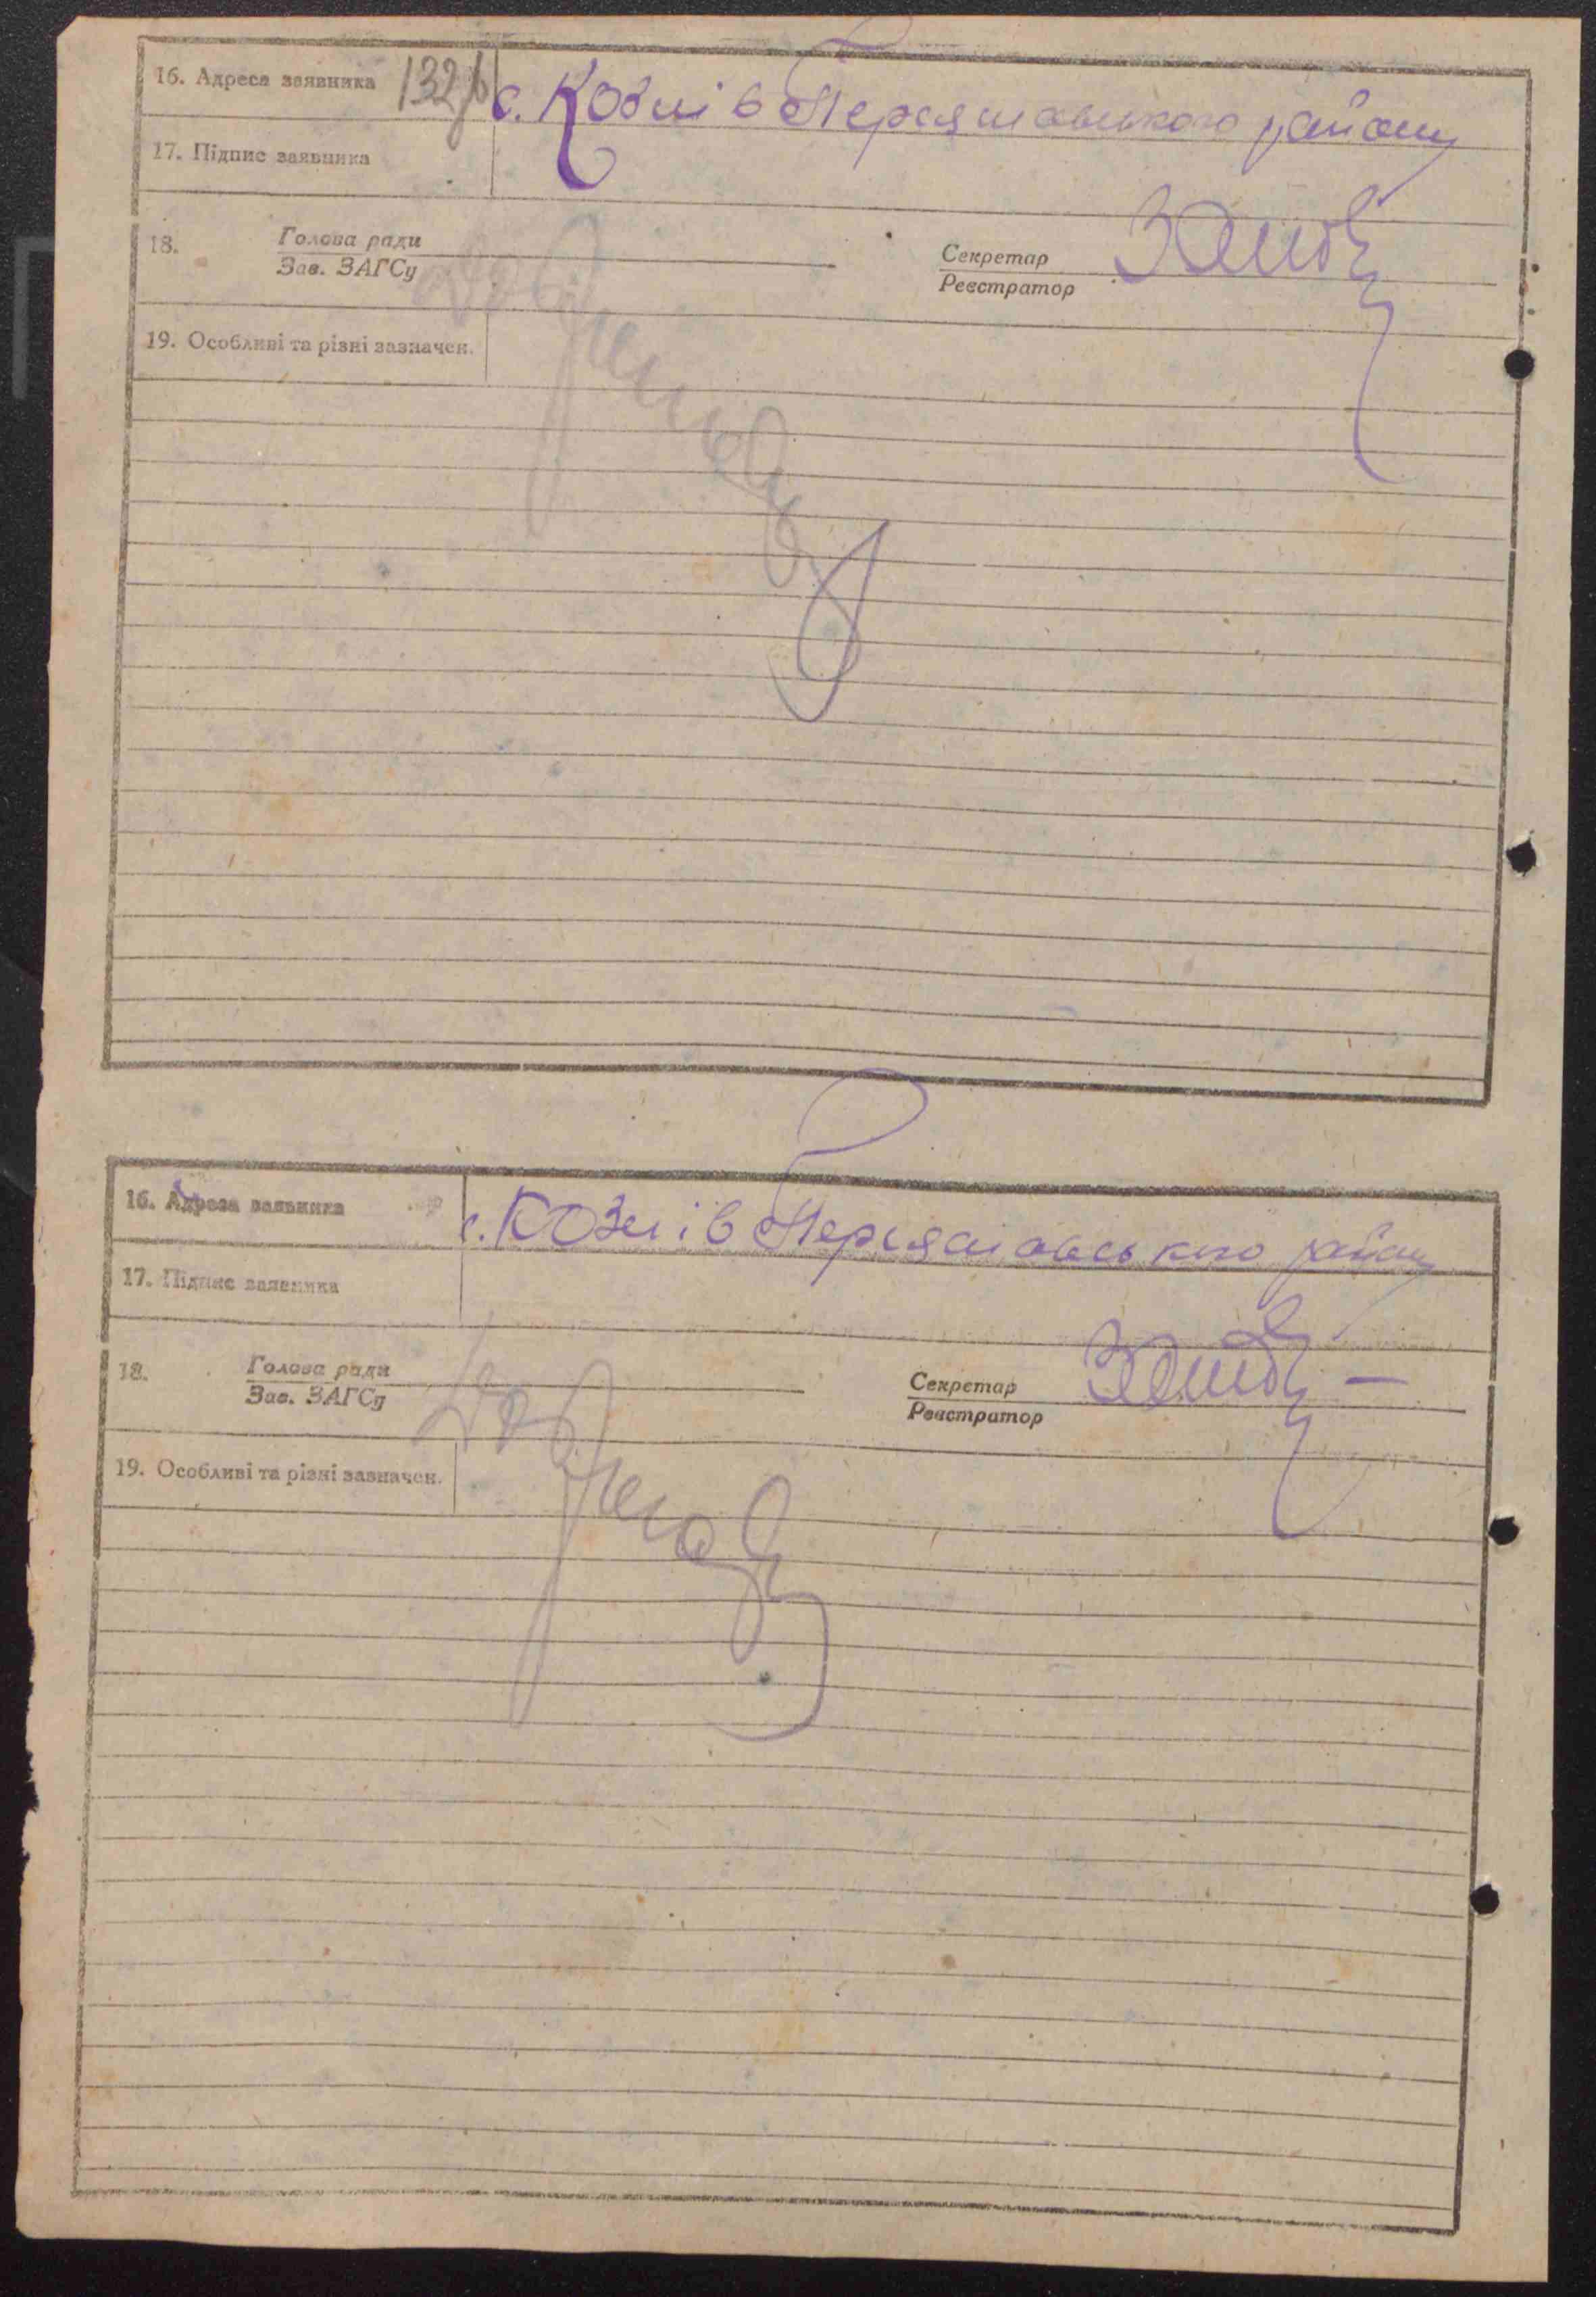 16. Адреса заявника 132
с. Козлів Переяславського району
17. Підпис заявника
18. Голова ради
Зав. ЗАГСу
Секретар
Реєстратор
19. Особливі та різні зазначен.
16. Адреса заявника
с. Козлів Переяславського району
17. Підпис заявника
18. Голова ради
Зав. ЗАГСу
Секретар
Реєстратор
19. Особливі та різні зазначен.